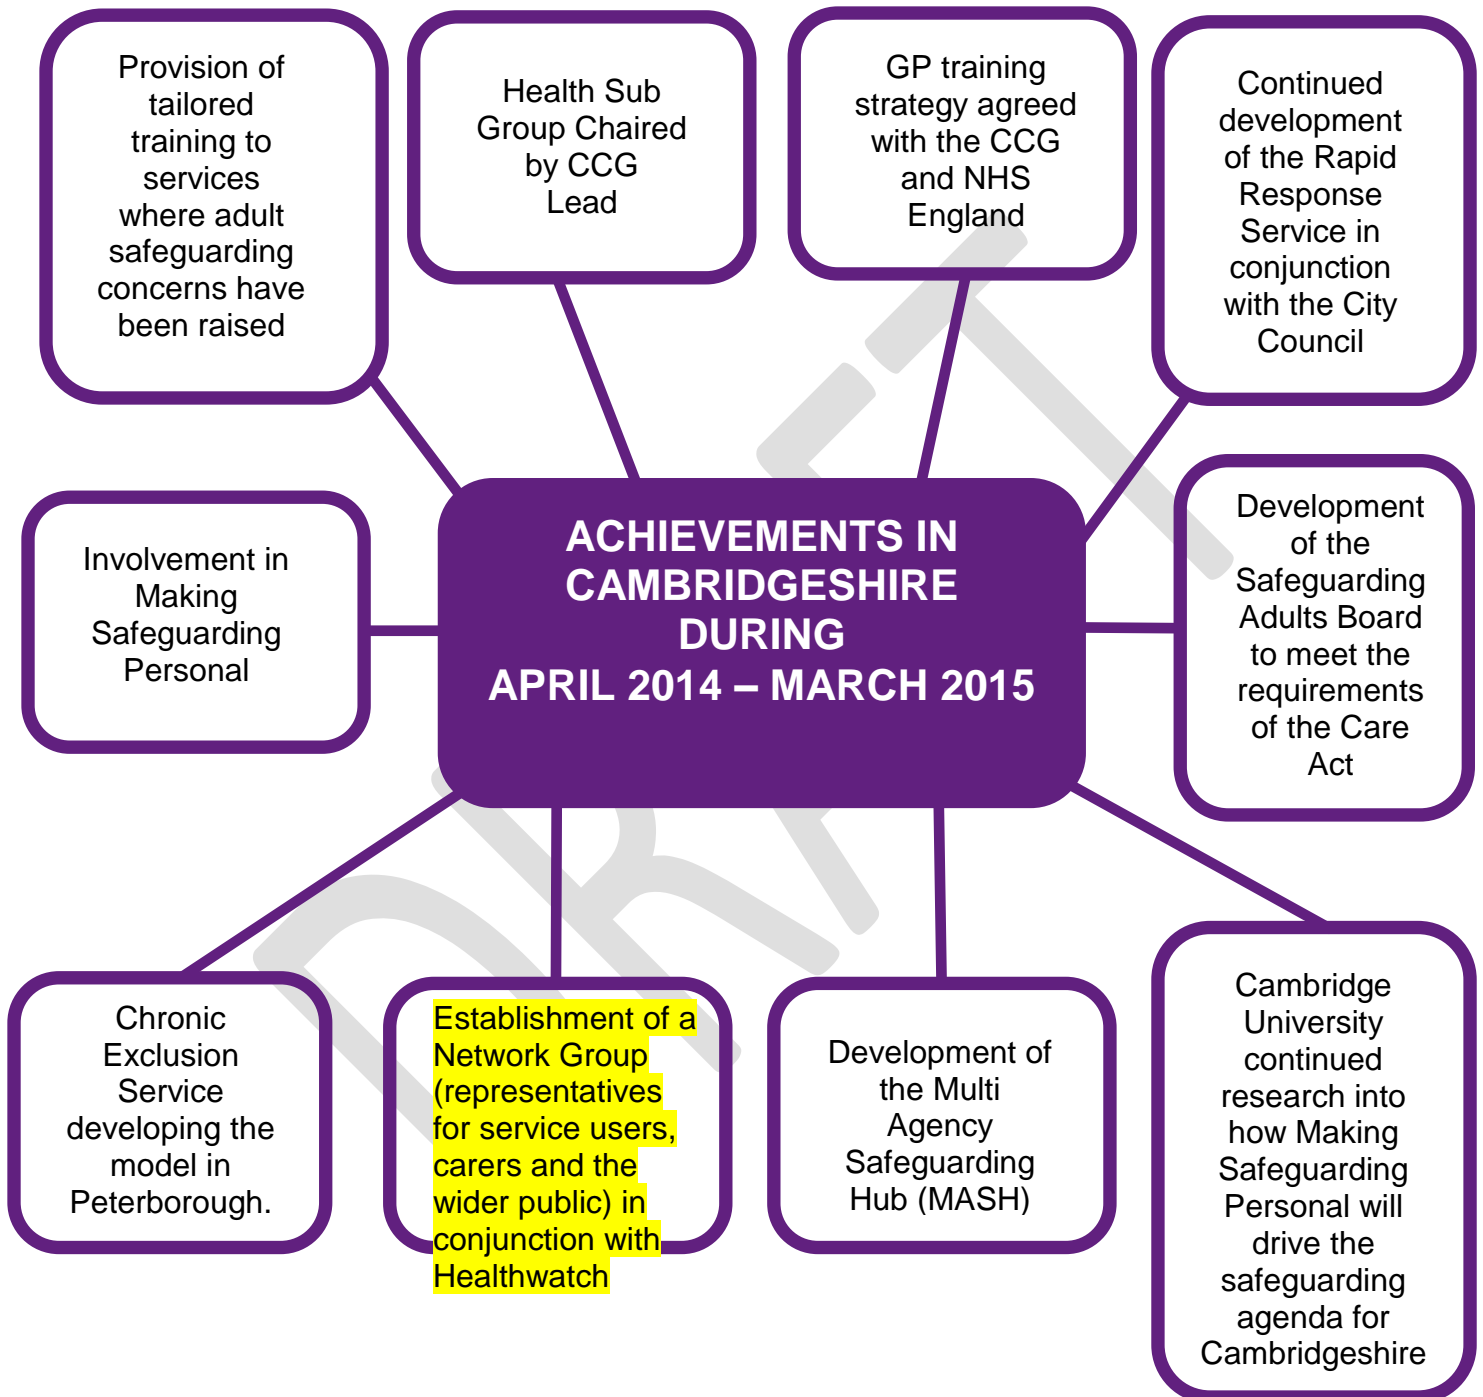 Provision of
tailored
training to
services
where adult
safeguarding
concerns have
been raised
Health Sub
Group Chaired
by CCG
Lead
GP training
strategy agreed
with the CCG
and NHS
England
Continued
development
of the Rapid
Response
Service in
conjunction
with the City
Council
Involvement in
Making
Safeguarding
Personal
ACHIEVEMENTS IN
CAMBRIDGESHIRE
DURING
APRIL 2014 – MARCH 2015
Development
of the
Safeguarding
Adults Board
to meet the
requirements
of the Care
Act
Chronic
Exclusion
Service
developing the
model in
Peterborough.
Establishment of a
Network Group
(representatives
for service users,
carers and the
wider public) in
conjunction with
Healthwatch
Development of
the Multi
Agency
Safeguarding
Hub (MASH)
Cambridge
University
continued
research into
how Making
Safeguarding
Personal will
drive the
safeguarding
agenda for
Cambridgeshire
DRAFT